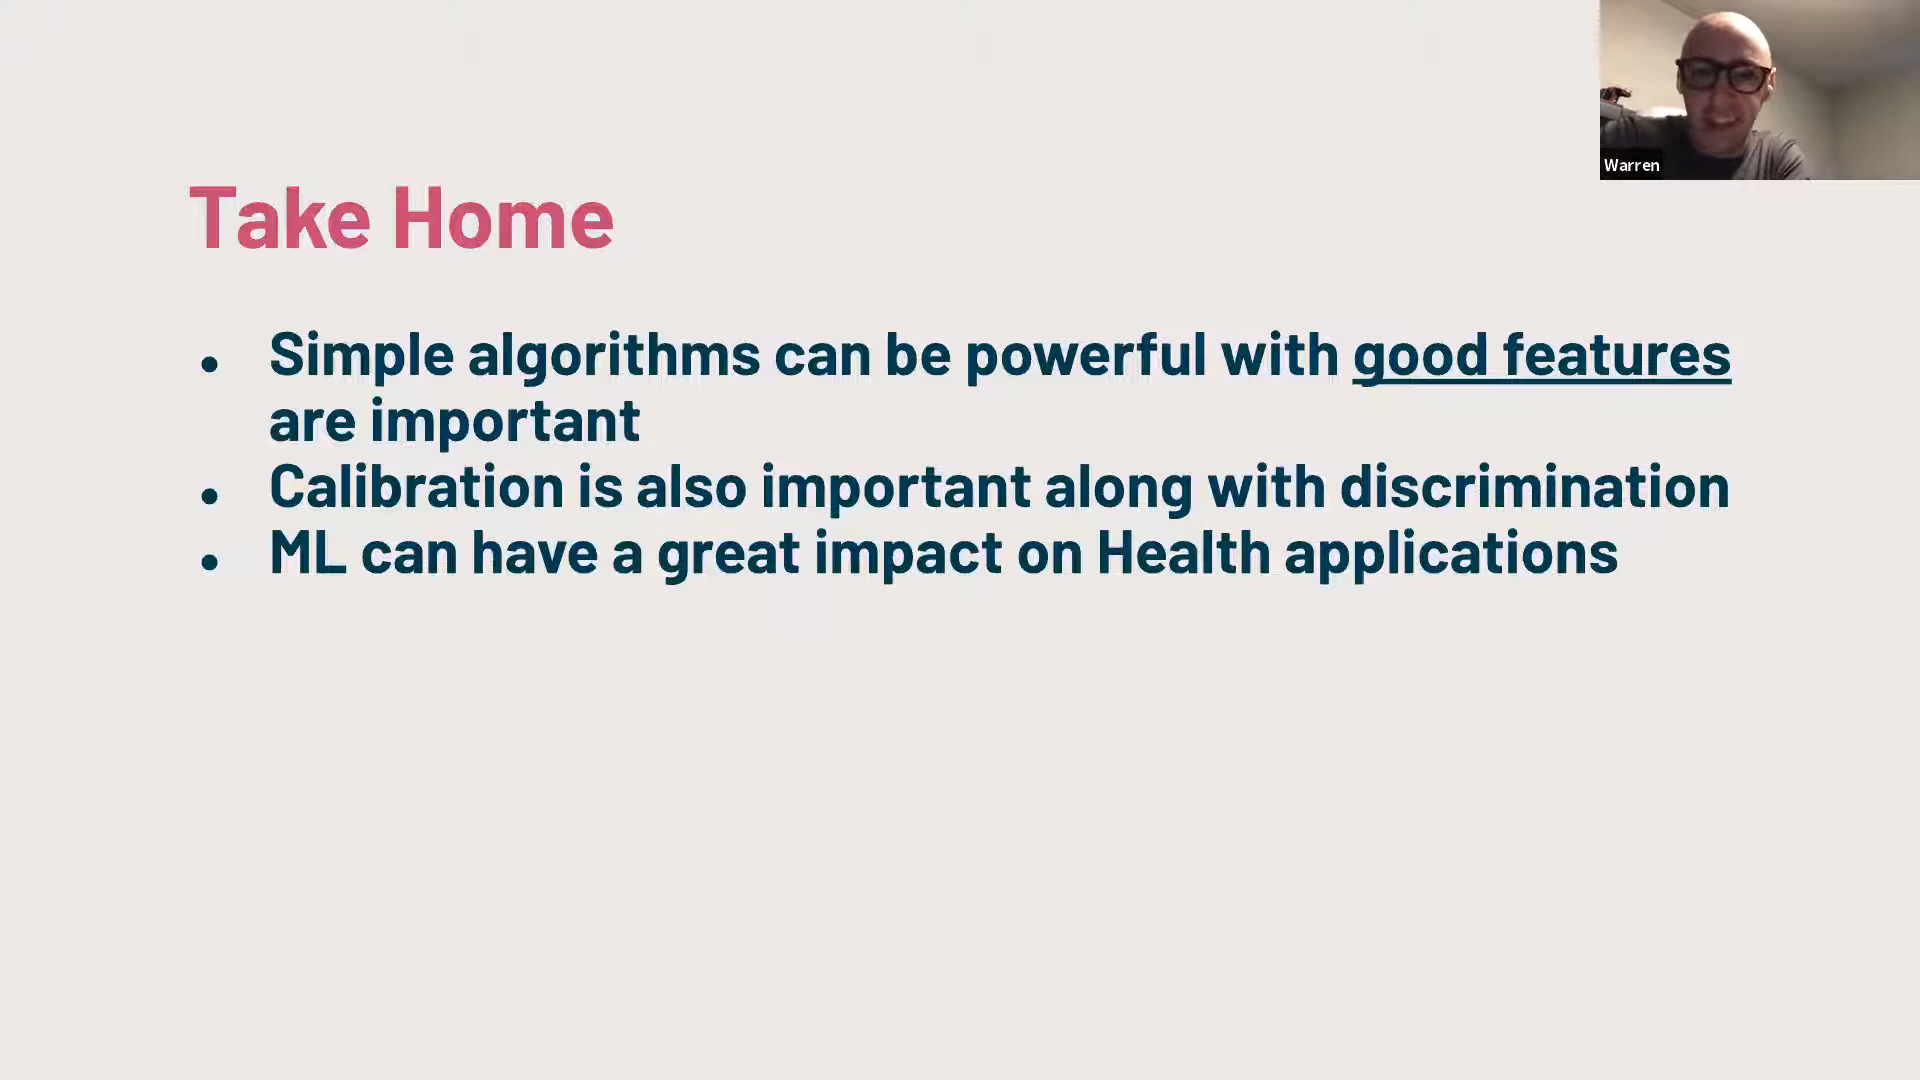 Warren
Take Home
• Simple algorithms can be powerful with good features
are important
• Calibration is also important along with discrimination
• ML can have a great impact on Health applications